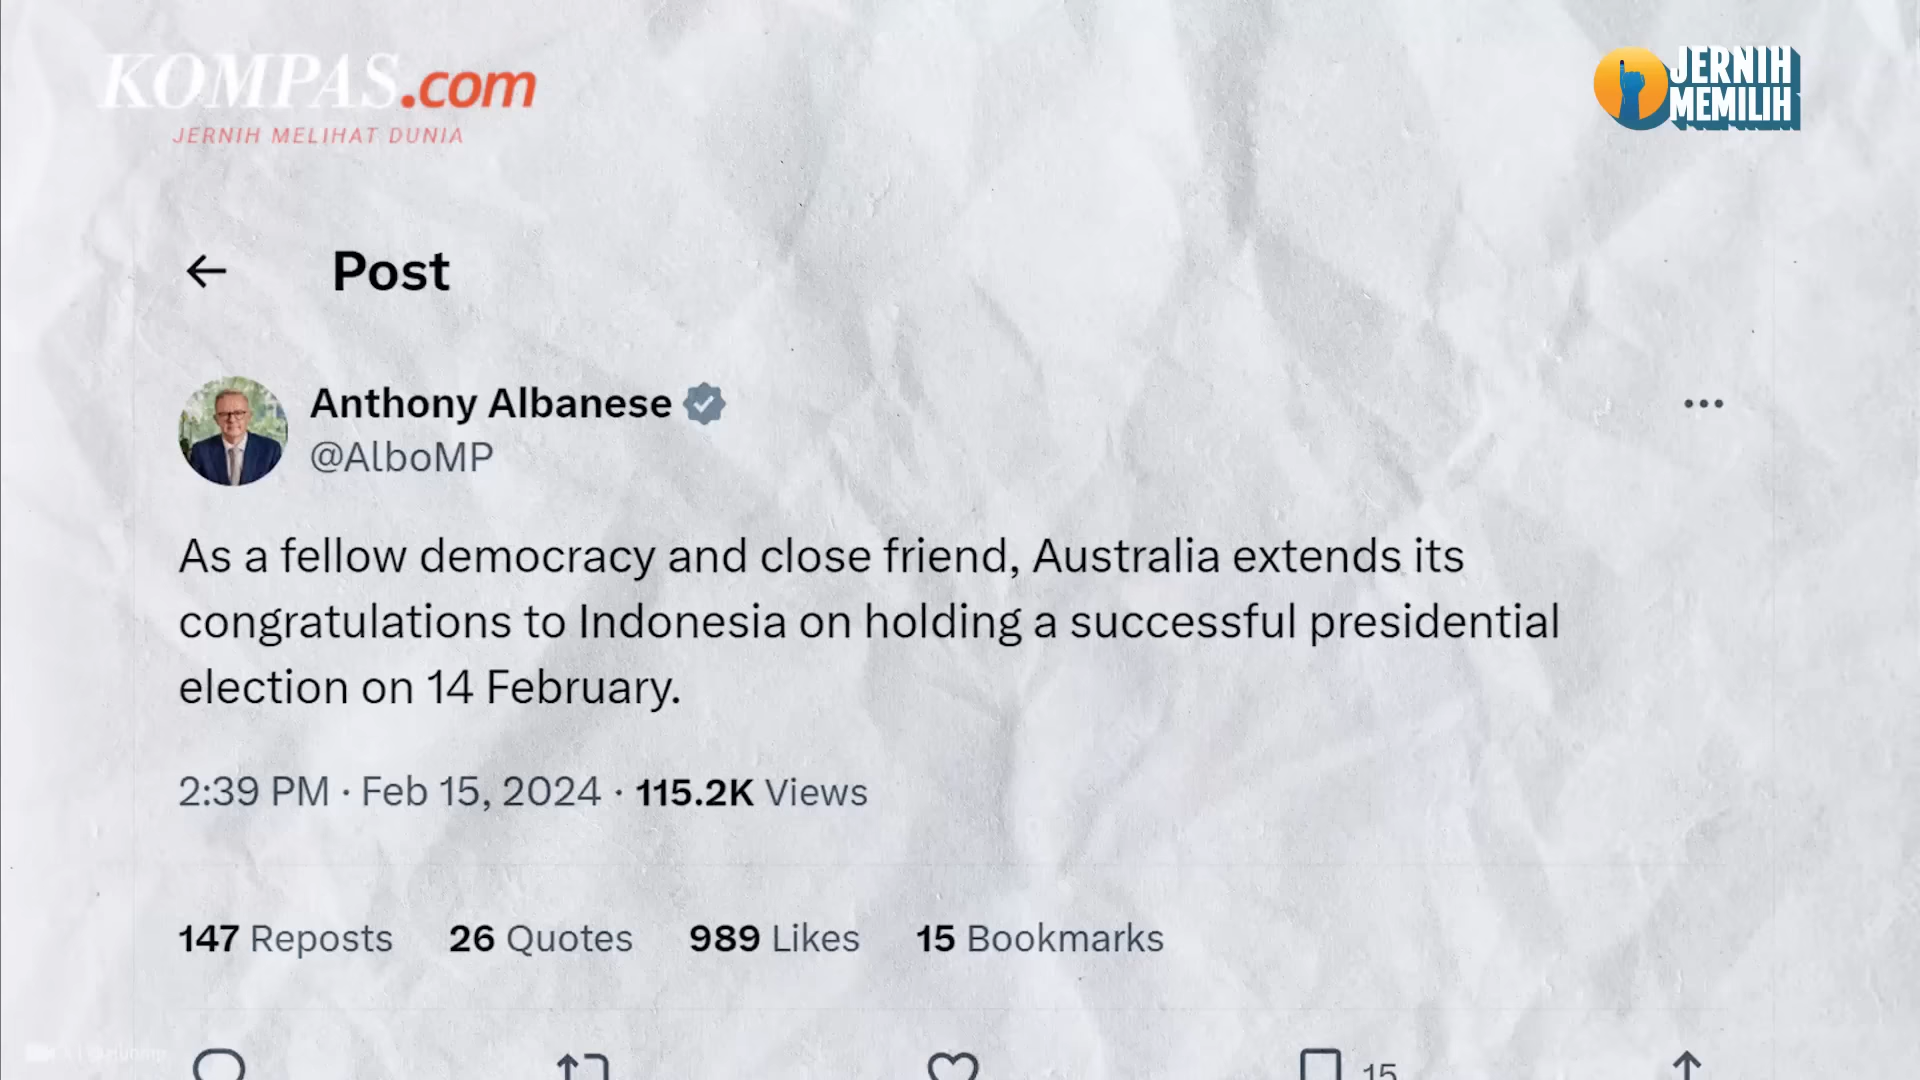 KOMPAS.com
JERNIH MELIHAT DUNIA
JERNIH
MEMILIH
Post
Anthony Albanese
@AlboMP
As a fellow democracy and close friend, Australia extends its
congratulations to Indonesia on holding a successful presidential
election on 14 February.
2:39 PM · Feb 15, 2024 · 115.2K Views
147 Reposts 26 Quotes 989 Likes 15 Bookmarks
15